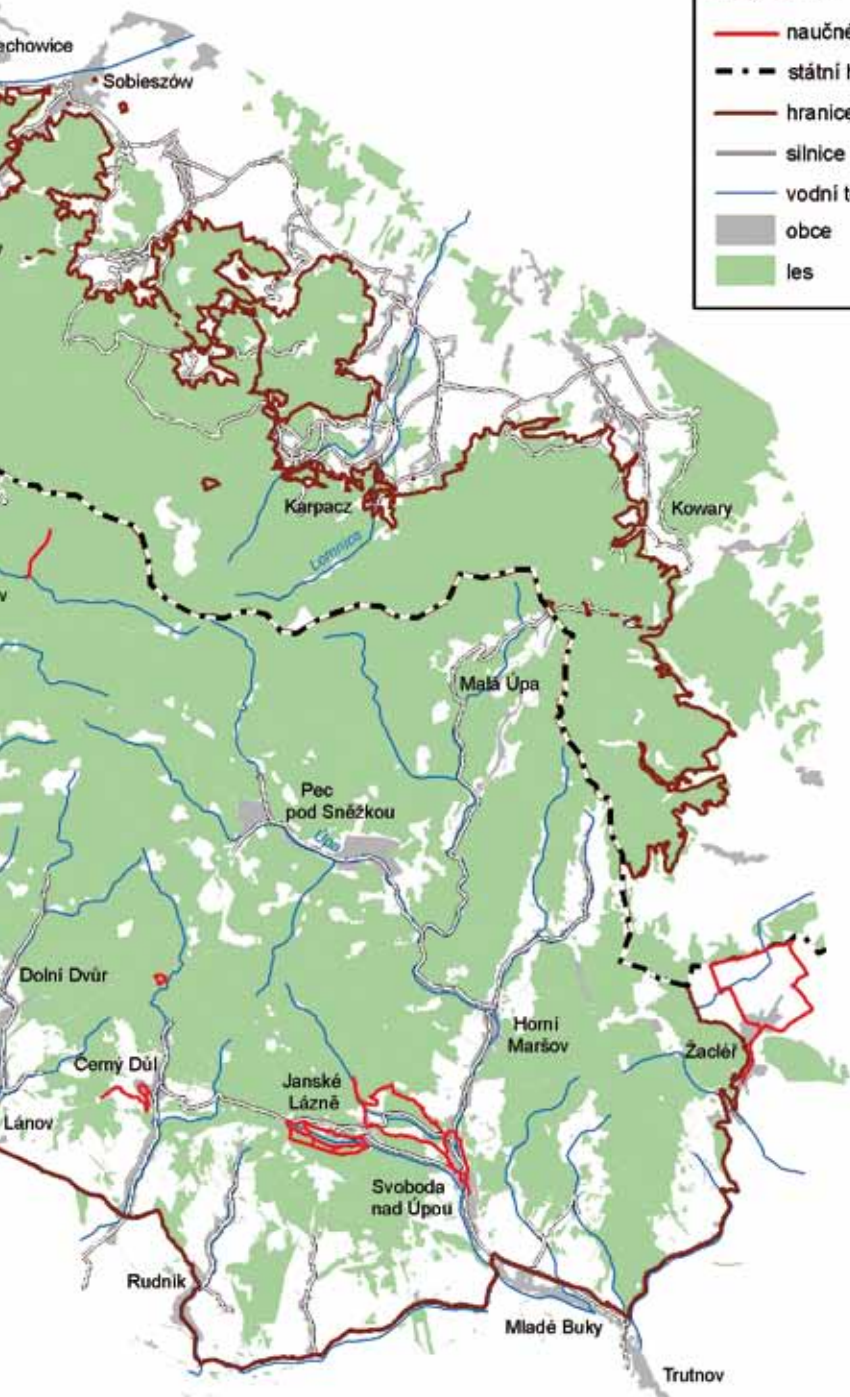 echowice
Sobieszów
naučné
státní h
hranice
silnice
vodní t
obce
les
Karpacz
Kowary
Lomnica
v
Malá Úpa
Pec
pod Sněžkou
Úpa
Dolní Dvůr
Horní
Maršov
Žacléř
Černý Důl
Janské
Lázně
Lánov
Svoboda
nad Úpou
Rudník
Mladé Buky
Trutnov